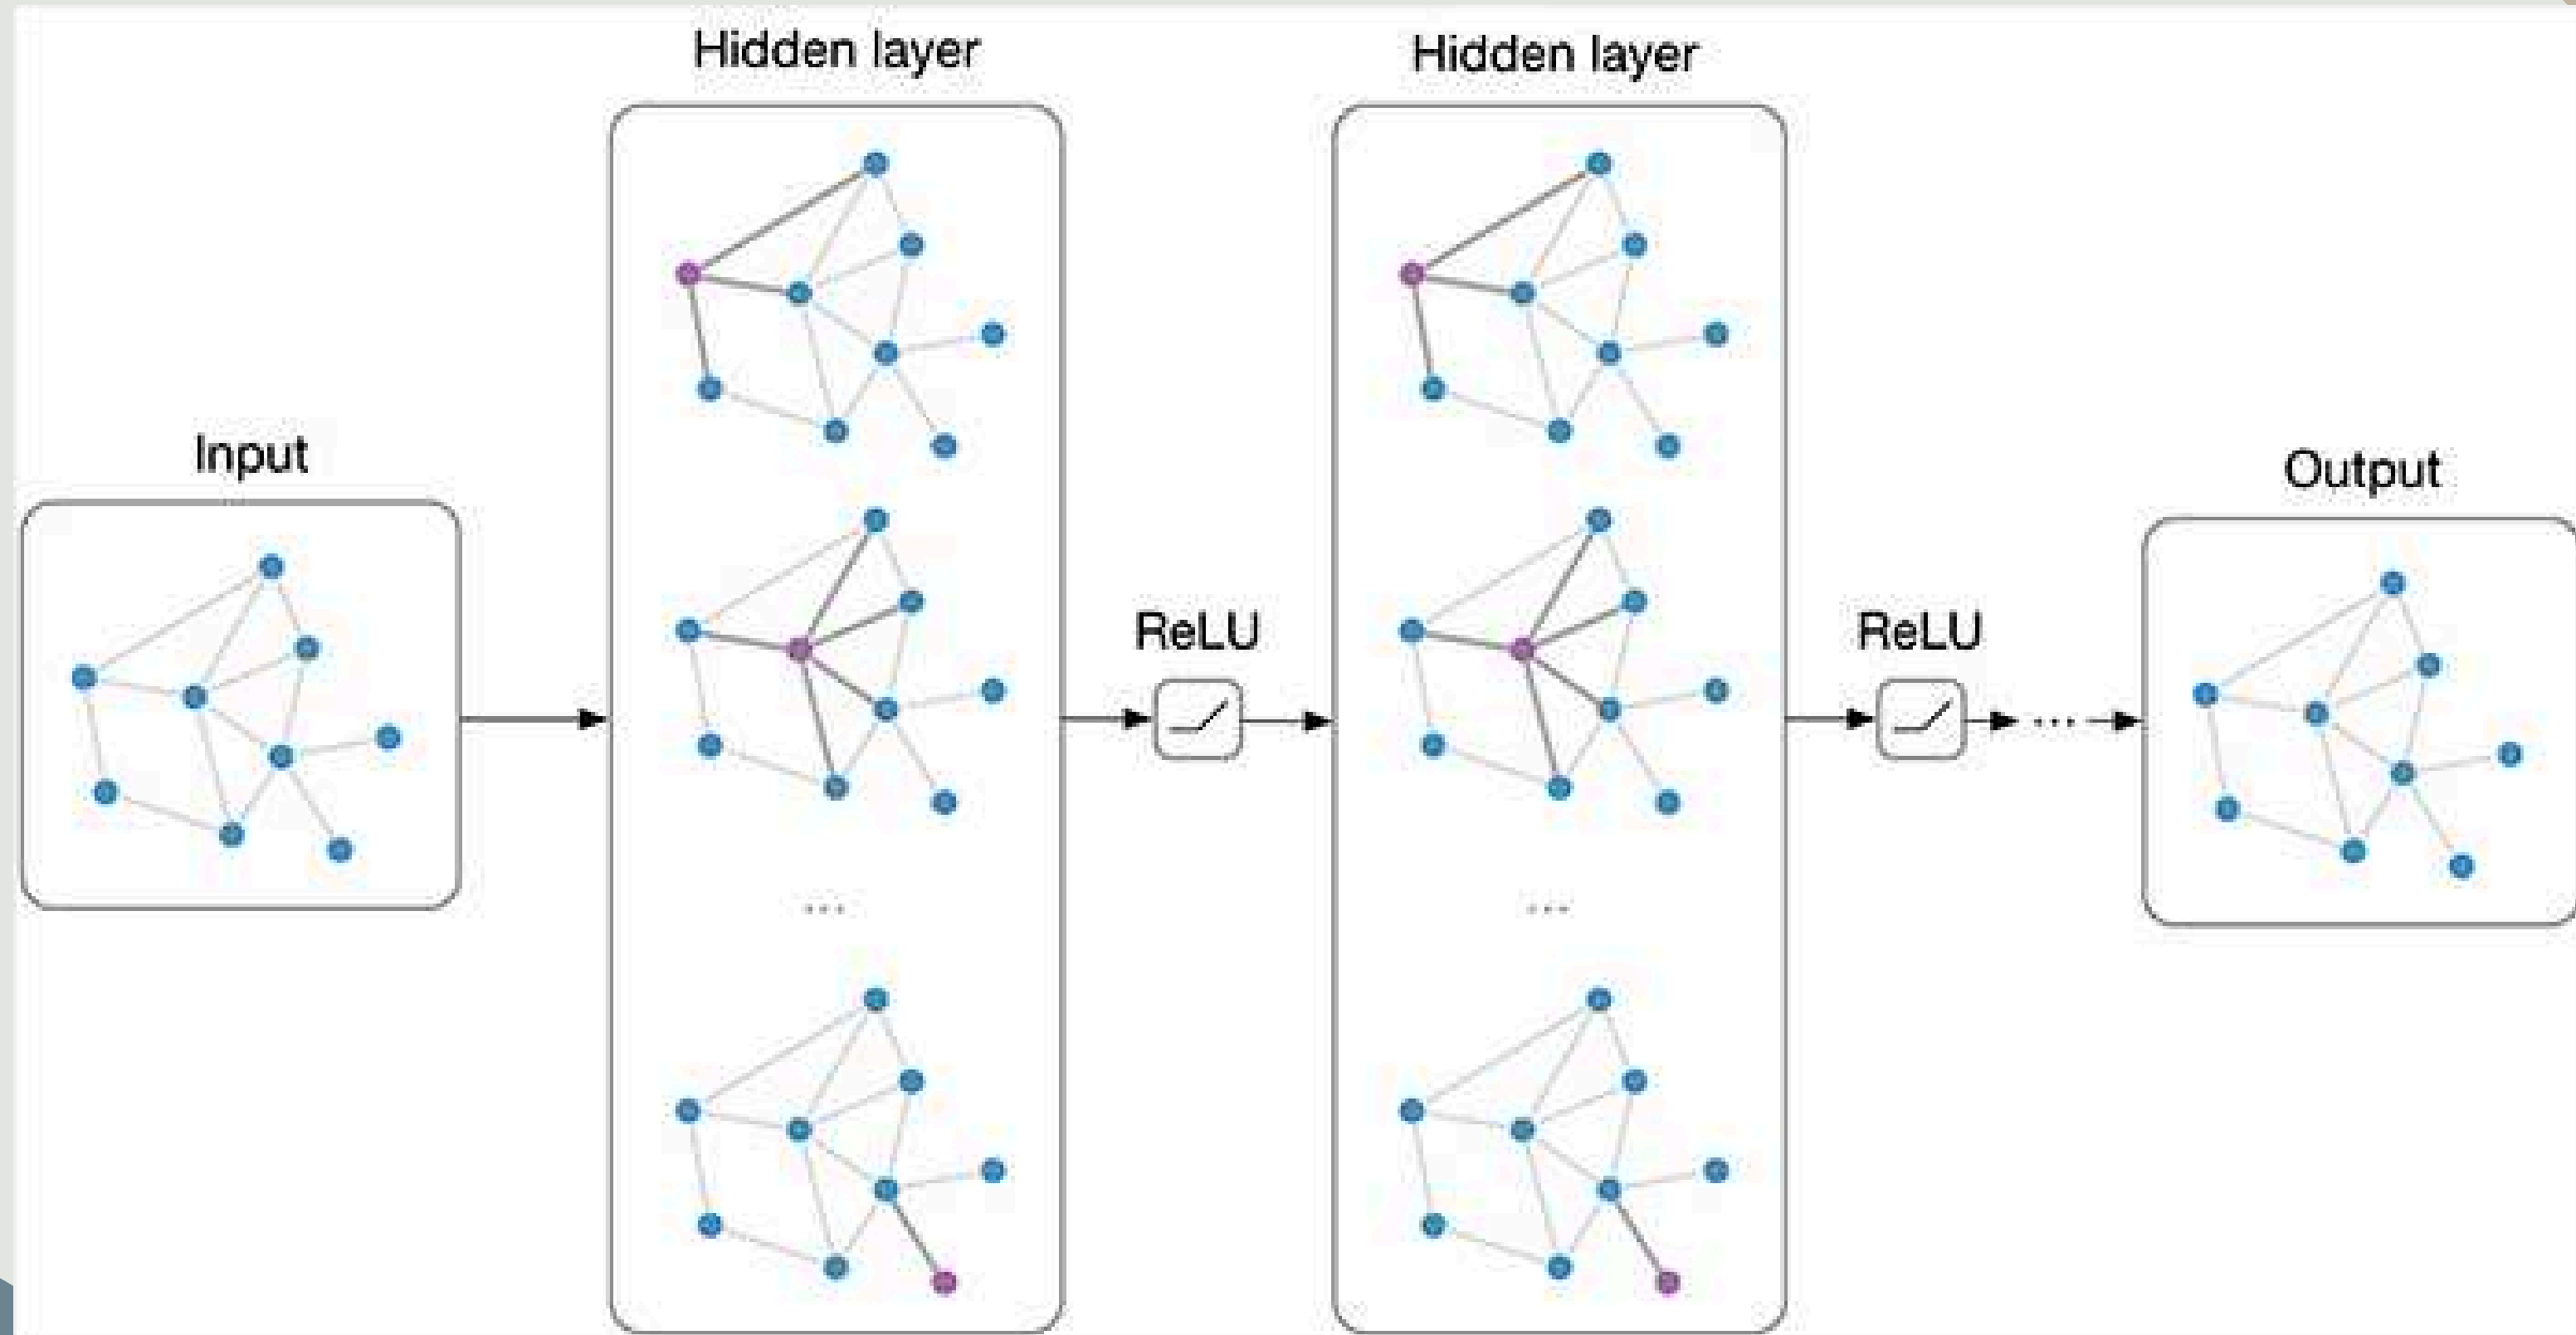 Hidden layer
Hidden layer
Input
Output
ReLU
ReLU
...
...
...